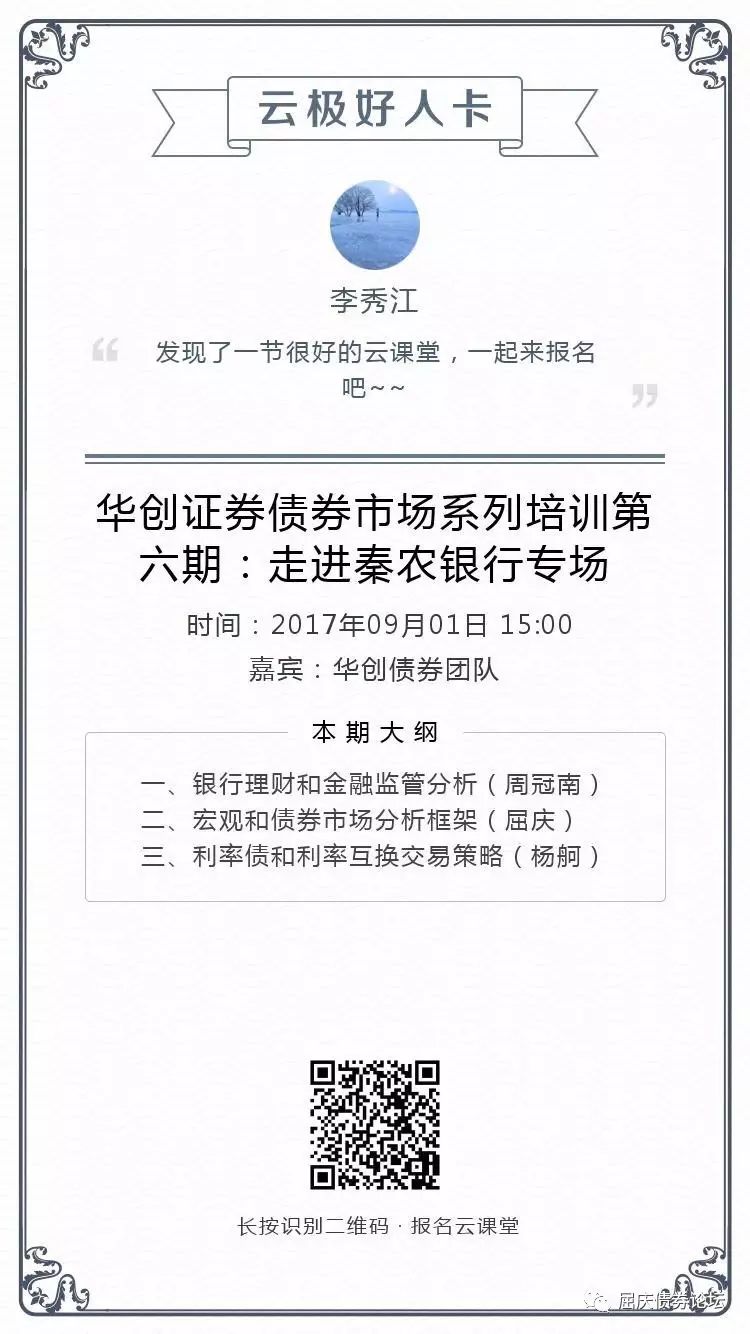 云极好人卡
李秀江
发现了一节很好的云课堂，一起来报名
吧~~
华创证券债券市场系列培训第
六期：走进秦农银行专场
时间：2017年09月01日 15:00
嘉宾：华创债券团队
本期大纲
一、银行理财和金融监管分析（周冠南）
二、宏观和债券市场分析框架（屈庆）
三、利率债和利率互换交易策略（杨舸）
长按识别二维码·报名云课堂
屈庆债券论坛